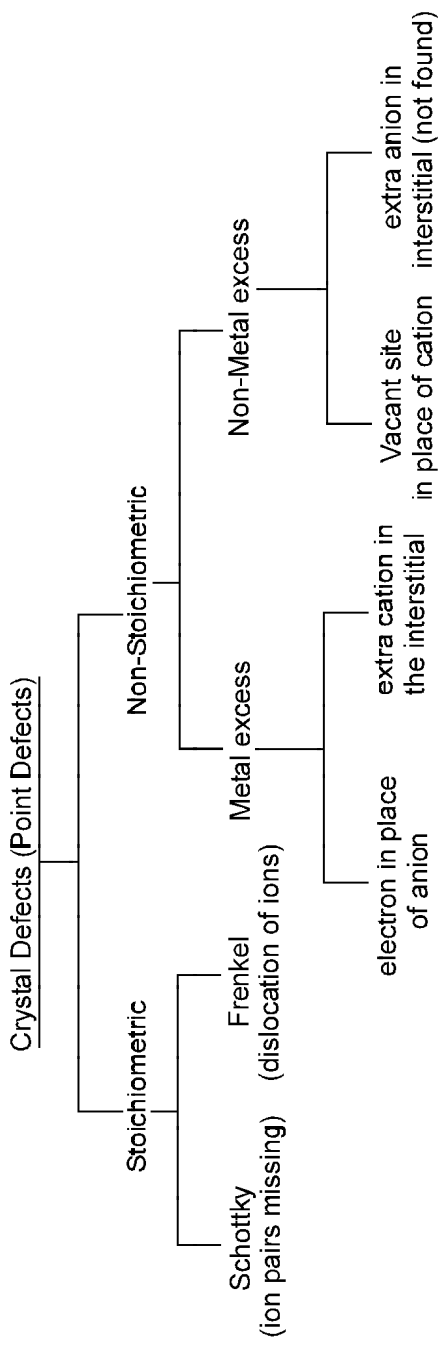 Crystal Defects (Point Defects)
Stoichiometric
Non-Stoichiometric
Schottky
(ion pairs missing)
Frenkel
(dislocation of ions)
Metal excess
Non-Metal excess
electron in place
of anion
extra cation in
the interstitial
Vacant site
in place of cation
extra anion in
interstitial (not found)